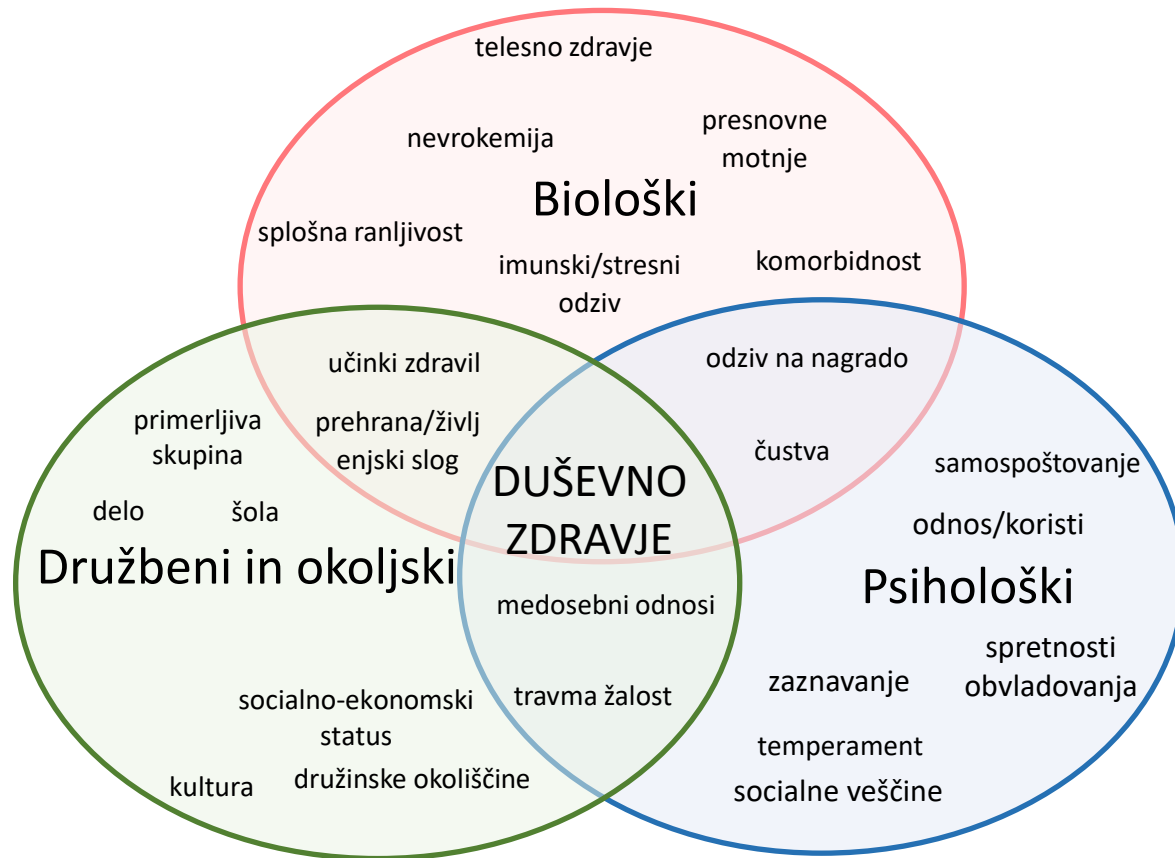 telesno zdravje
nevrokemija
presnovne
motnje
Biološki
splošna ranljivost
imunski/stresni
odziv
komorbidnost
učinki zdravil
odziv na nagrado
primerljiva
skupina
prehrana/življ
enjski slog
čustva
samospoštovanje
DUŠEVNO
ZDRAVJE
delo
šola
odnos/koristi
Družbeni in okoljski
Psihološki
medosebni odnosi
spretnosti
obvladovanja
zaznavanje
travma žalost
socialno-ekonomski
status
temperament
kultura
družinske okoliščine
socialne veščine